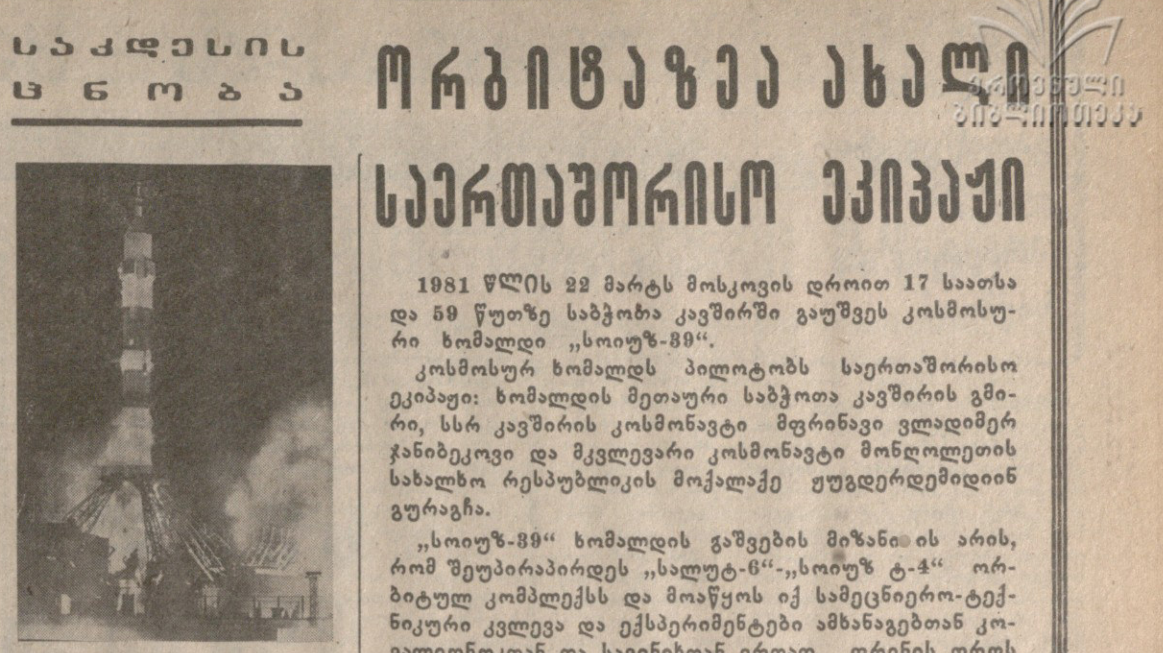 საკდესის
ცნობა
ორბიტაზეა ახალი
საერთაშორისო ეკიპაჟი
ეროვნული
ბიბლიოთეკა
1981 წლის 22 მარტს მოსკოვის დროით 17 საათსა
და 59 წუთზე საბჭოთა კავშირში გაუშვეს კოსმოსუ-
რი ხომალდი „სოიუზ-39“.
კოსმოსურ ხომალდს პილოტობს საერთაშორისო
ეკიპაჟი: ხომალდის მეთაური საბჭოთა კავშირის გმი-
რი, სსრ კავშირის კოსმონავტი მფრინავი ვლადიმერ
ჯანიბეკოვი და მკვლევარი კოსმონავტი მონღოლეთის
სახალხო რესპუბლიკის მოქალაქე ჟუგდერდემიდიინ
გურაგჩა.
„სოიუზ-39“ ხომალდის გაშვების მიზანი ის არის,
რომ შეუპირაპირდეს „სალუტ-6“-„სოიუზ ტ-4“ ორ-
ბიტულ კომპლექსს და მოაწყოს იქ სამეცნიერო-ტექ-
ნიკური კვლევა და ექსპერიმენტები ამხანაგებთან კო-